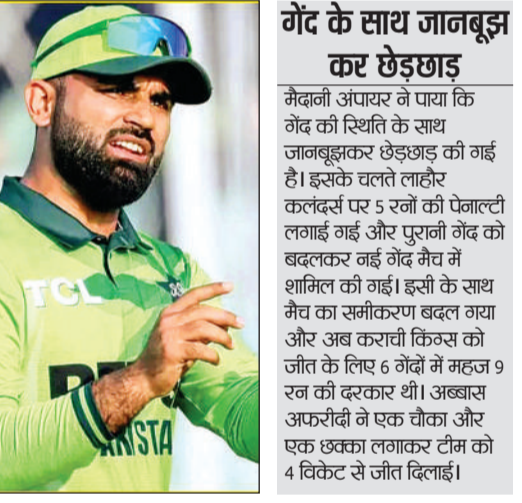 TCL
गेंद के साथ जानबूझ
कर छेड़छाड़
मैदानी अंपायर ने पाया कि
गेंद की स्थिति के साथ
जानबूझकर छेड़छाड़ की गई
है। इसके चलते लाहौर
कलंदर्स पर 5 रनों की पेनाल्टी
लगाई गई और पुरानी गेंद को
बदलकर नई गेंद मैच में
शामिल की गई। इसी के साथ
मैच का समीकरण बदल गया
और अब कराची किंग्स को
जीत के लिए 6 गेंदों में महज 9
रन की दरकार थी। अब्बास
अफरीदी ने एक चौका और
एक छक्का लगाकर टीम को
4 विकेट से जीत दिलाई।